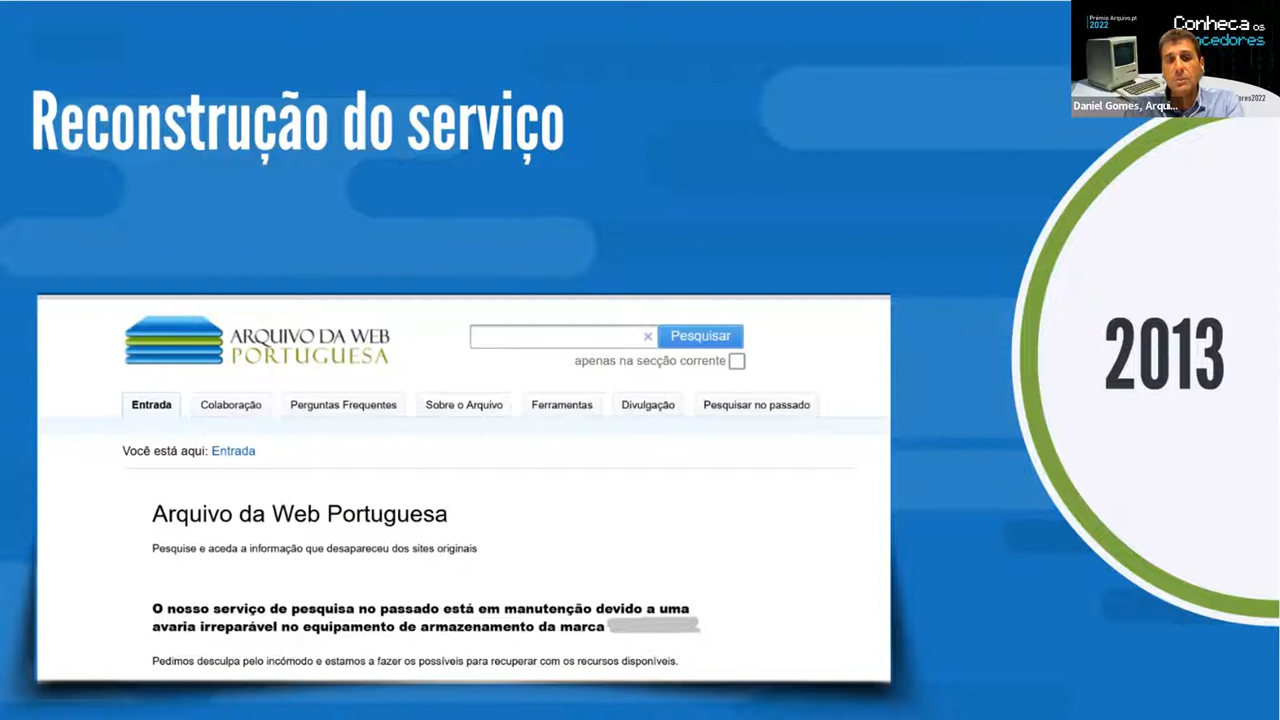 Reconstrução do serviço
Prémio Arquivo.pt
2022
Conheca os
cedores
Daniel Gomes, Arqui...
2013
ARQUIVO DA WEB
PORTUGUESA
Pesquisar
apenas na secção corrente
Entrada Colaboração Perguntas Frequentes Sobre o Arquivo Ferramentas Divulgação Pesquisar no passado
Você está aqui: Entrada
Arquivo da Web Portuguesa
Pesquise e aceda a informação que desapareceu dos sites originais
O nosso serviço de pesquisa no passado está em manutenção devido a uma
avaria irreparável no equipamento de armazenamento da marca
Pedimos desculpa pelo incómodo e estamos a fazer os possíveis para recuperar com os recursos disponíveis.